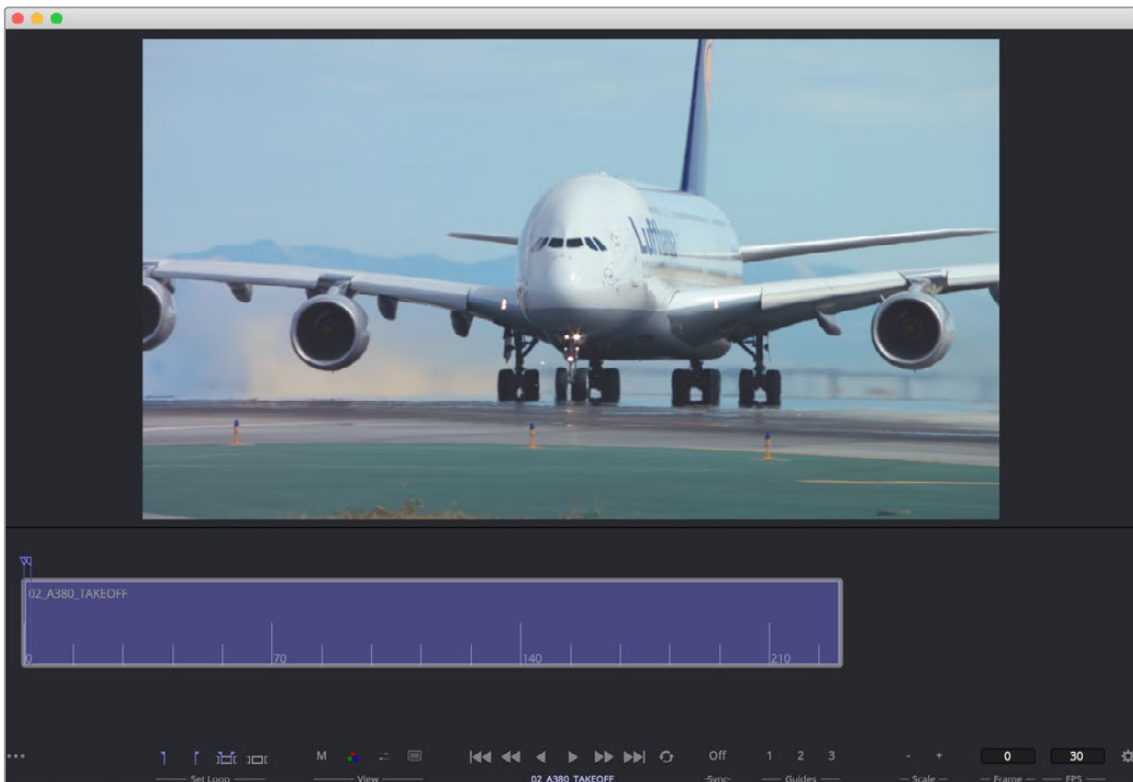 Lufthansa
02_A380_TAKEOFF
0 70 140 210
M Off 1 2 3 - + 0 30
Set Loop View 02_A380_TAKEOFF Sync Guides Scale Frame FPS